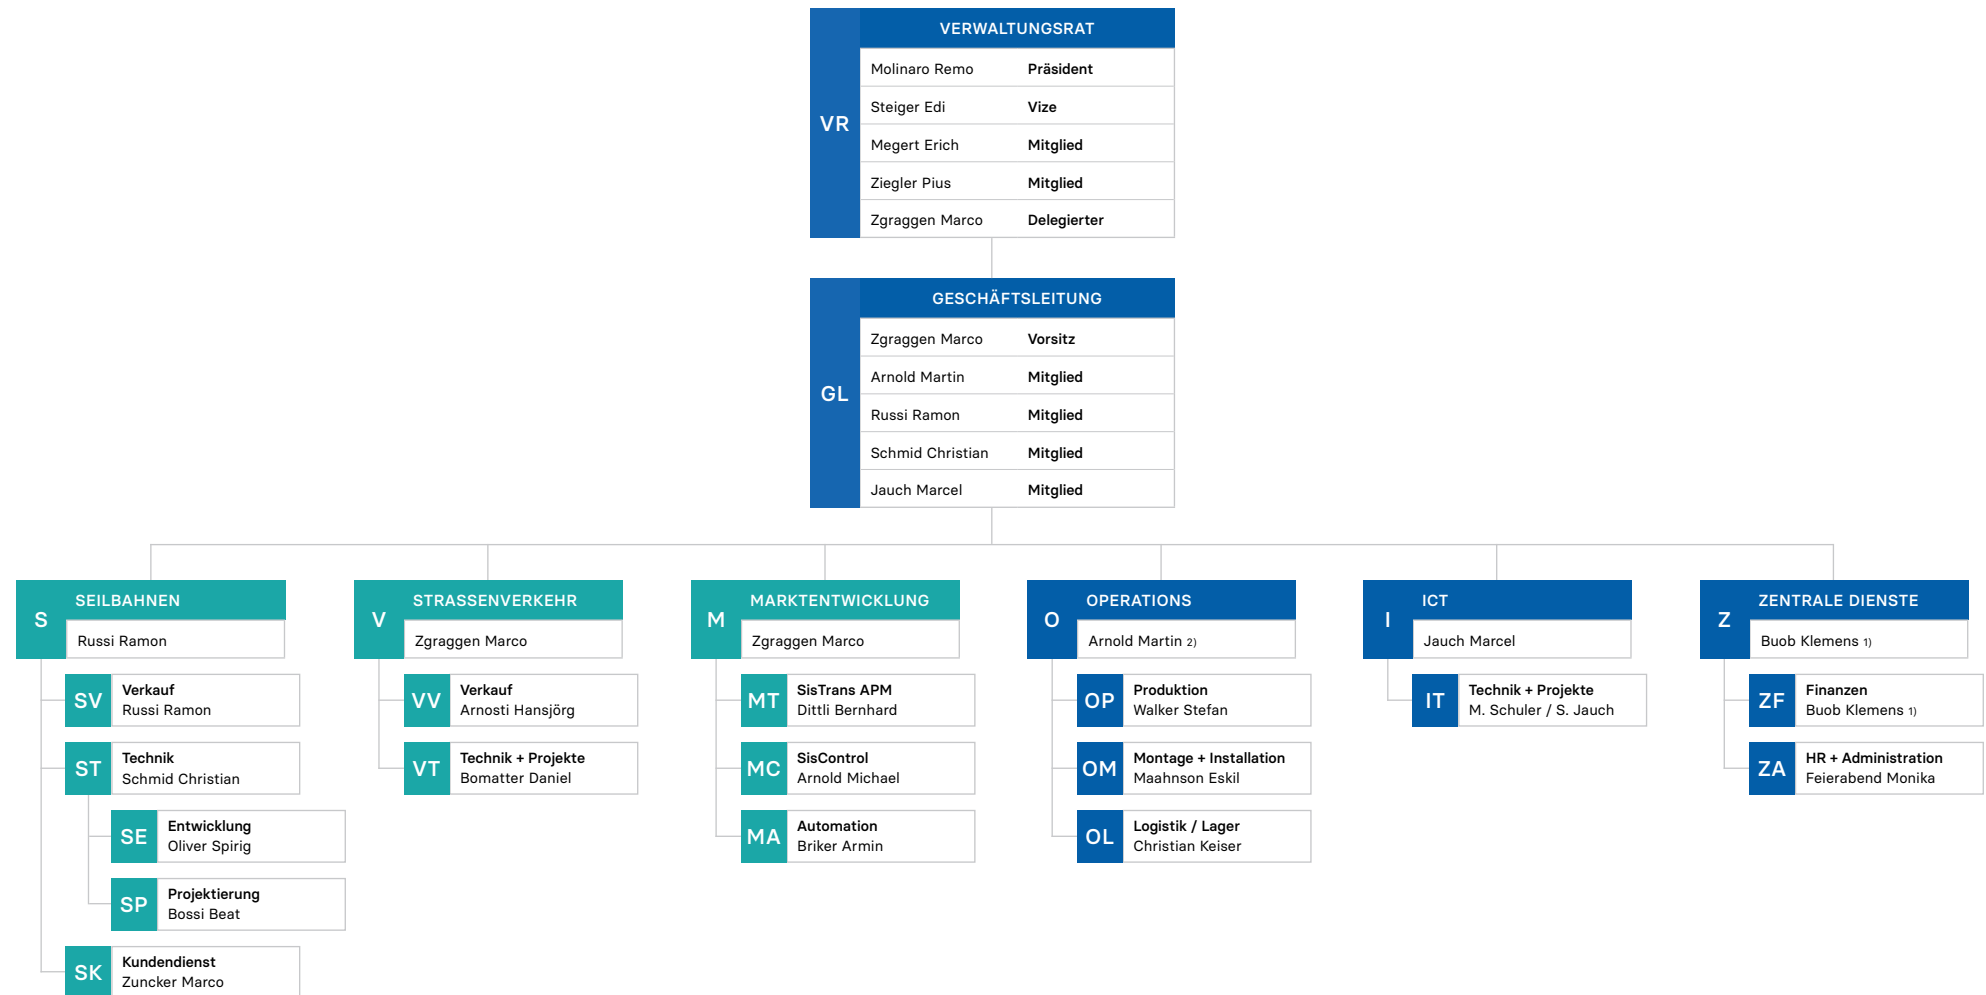 VR
VERWALTUNGSRAT
Molinaro Remo Präsident
Steiger Edi Vize
Megert Erich Mitglied
Ziegler Pius Mitglied
Zgraggen Marco Delegierter
GL
GESCHÄFTSLEITUNG
Zgraggen Marco Vorsitz
Arnold Martin Mitglied
Russi Ramon Mitglied
Schmid Christian Mitglied
Jauch Marcel Mitglied
S
SEILBAHNEN
Russi Ramon
SV
Verkauf
Russi Ramon
ST
Technik
Schmid Christian
SE
Entwicklung
Oliver Spirig
SP
Projektierung
Bossi Beat
SK
Kundendienst
Zuncker Marco
V
STRASSENVERKEHR
Zgraggen Marco
VV
Verkauf
Arnosti Hansjörg
VT
Technik + Projekte
Bomatter Daniel
M
MARKTENTWICKLUNG
Zgraggen Marco
MT
SisTrans APM
Dittli Bernhard
MC
SisControl
Arnold Michael
MA
Automation
Briker Armin
O
OPERATIONS
Arnold Martin 2)
OP
Produktion
Walker Stefan
OM
Montage + Installation
Maahnson Eskil
OL
Logistik / Lager
Christian Keiser
I
ICT
Jauch Marcel
IT
Technik + Projekte
M. Schuler / S. Jauch
Z
ZENTRALE DIENSTE
Buob Klemens 1)
ZF
Finanzen
Buob Klemens 1)
ZA
HR + Administration
Feierabend Monika